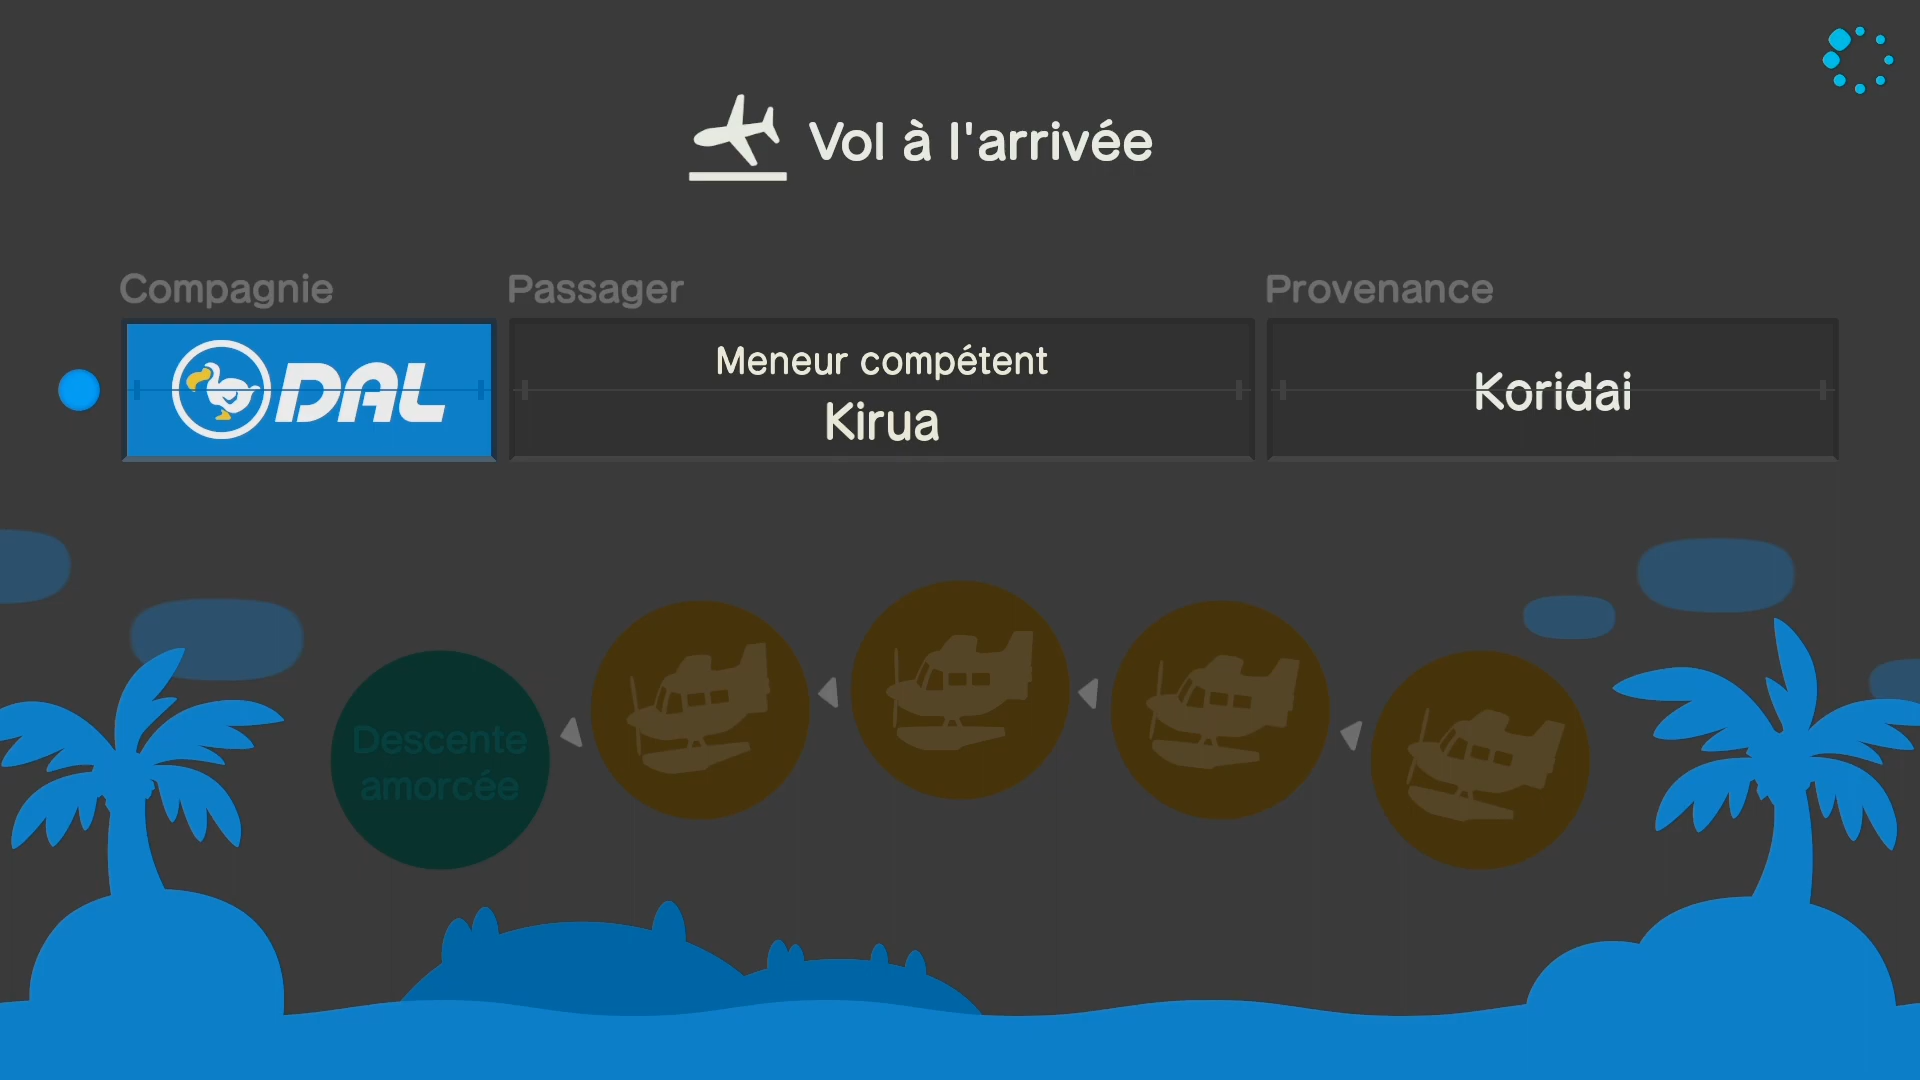 Vol à l'arrivée
Compagnie
Passager
Provenance
DAL
Meneur compétent
Kirua
Koridai
Descente
amorcée